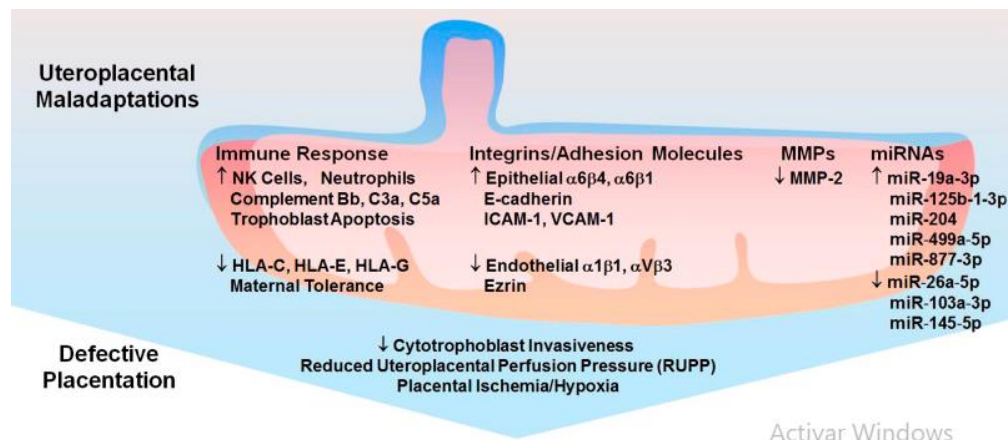 Uteroplacental
Maladaptations
Immune Response
↑ NK Cells, Neutrophils
Complement Bb, C3a, C5a
Trophoblast Apoptosis
↓ HLA-C, HLA-E, HLA-G
Maternal Tolerance
Integrins/Adhesion Molecules
↑ Epithelial α6β4, α6β1
E-cadherin
ICAM-1, VCAM-1
↓ Endothelial α1β1, αVβ3
Ezrin
MMPs
↓ MMP-2
miRNAs
↑ miR-19a-3p
miR-125b-1-3p
miR-204
miR-499a-5p
miR-877-3p
↓ miR-26a-5p
miR-103a-3p
miR-145-5p
Defective
Placentation
↓ Cytotrophoblast Invasiveness
Reduced Uteroplacental Perfusion Pressure (RUPP)
Placental Ischemia/Hypoxia
Activar Windows